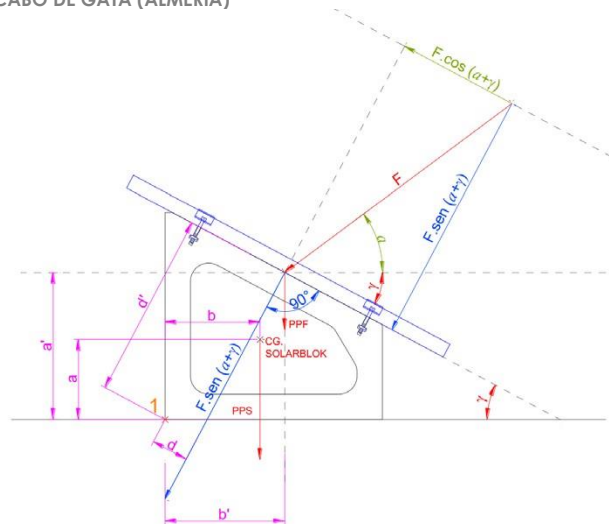 CABO DE GATA (ALMERÍA)
F.cos (α+γ)
F
F.sen (α+γ)
α
γ
90°
d''
b
PPF
CG.
SOLARBLOK
a'
a
F.sen (α+γ)
PPS
γ
1
d
b'